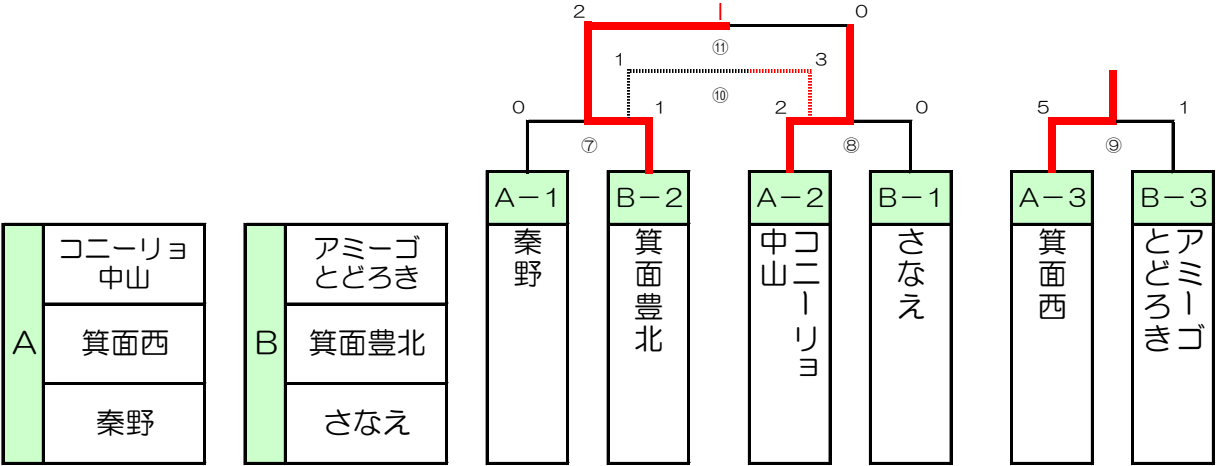 ２ ０
⑪
１ ３
⑩
０ １ ２ ０ ５ １
⑦ ⑧ ⑨
A－１ B－２ A－２ B－１ A－３ B－３
秦野
箕面豊北
コニーリョ
中山
さなえ
箕面西
アミーゴ
とどろき
A
コニーリョ
中山
箕面西
秦野
B
アミーゴ
とどろき
箕面豊北
さなえ